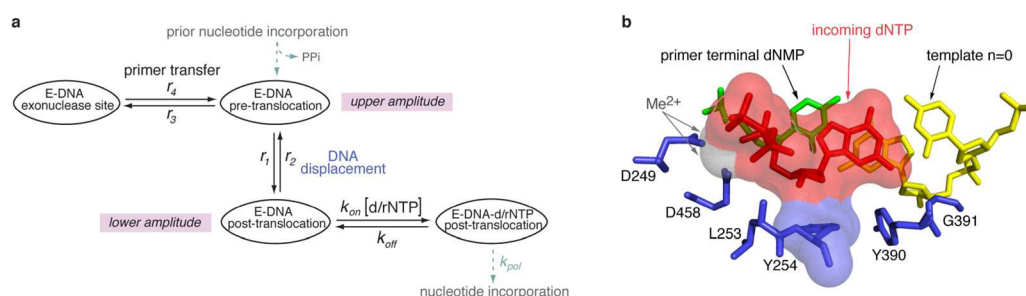 a
prior nucleotide incorporation
PPi
primer transfer
E-DNA
exonuclease site
r4
r3
E-DNA
pre-translocation
upper amplitude
r1
r2
DNA
displacement
lower amplitude
E-DNA
post-translocation
kon [d/rNTP]
koff
E-DNA-d/rNTP
post-translocation
kpol
nucleotide incorporation
b
incoming dNTP
primer terminal dNMP
template n=0
Me2+
D249
D458
L253
Y254
Y390
G391